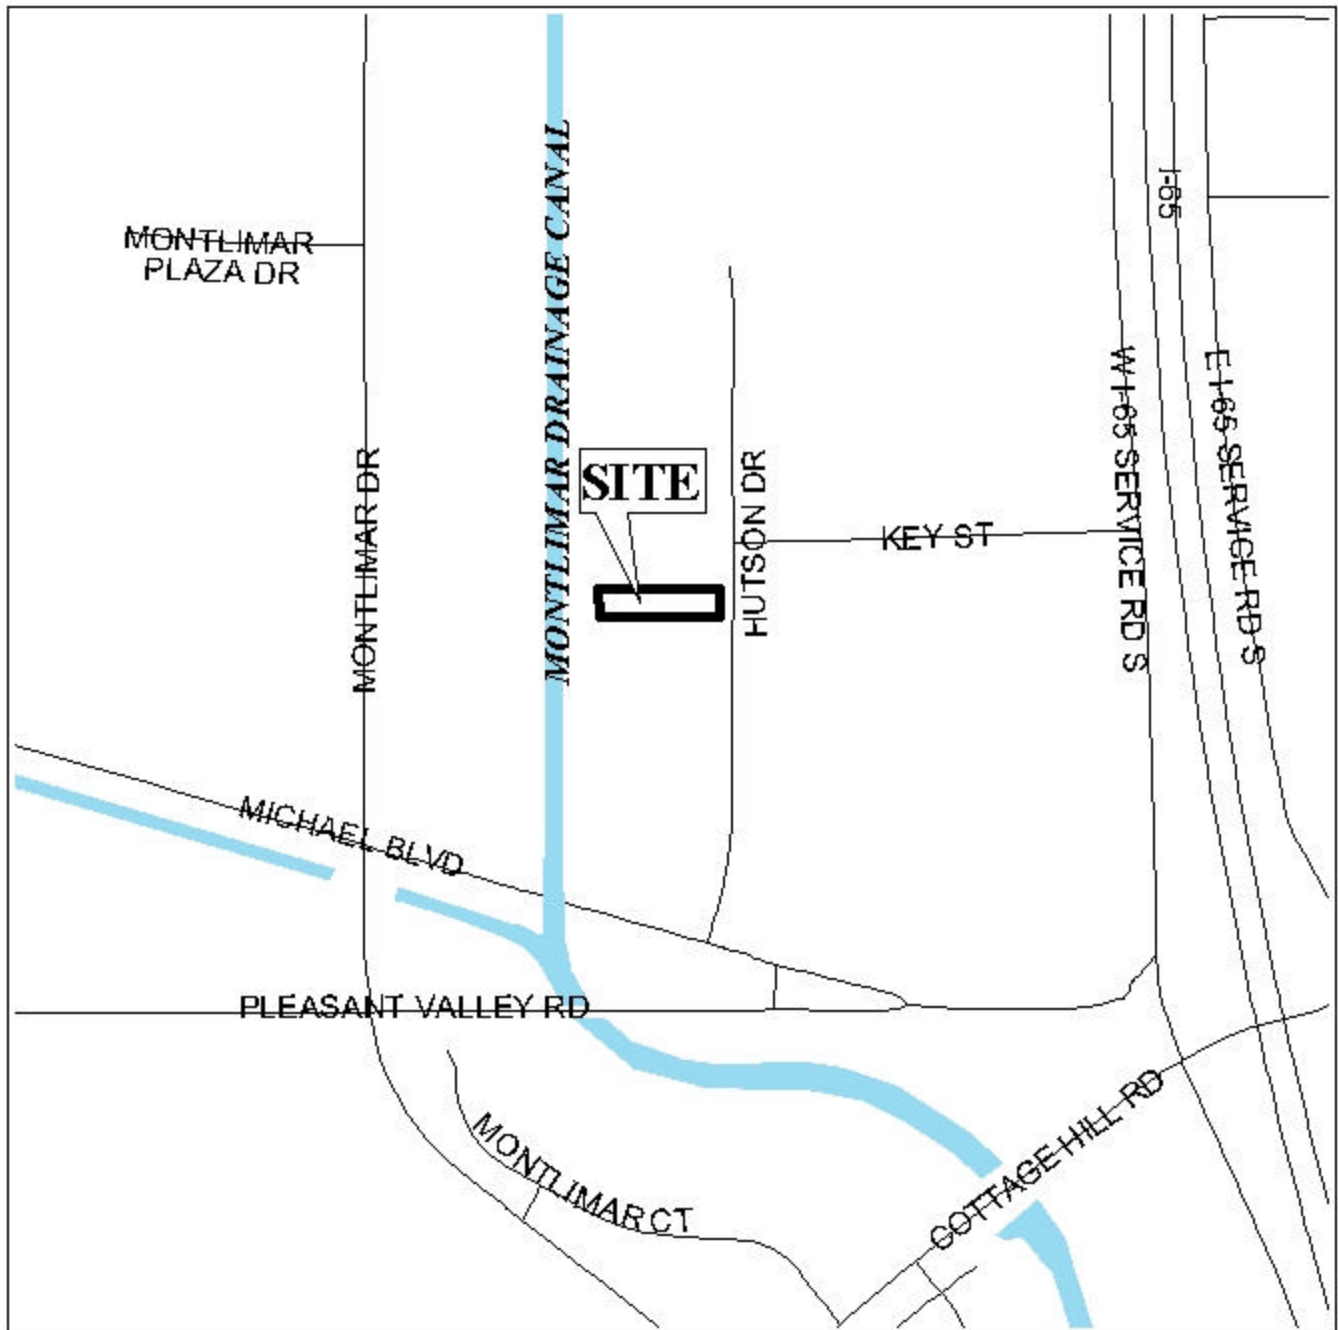 MONTLIMAR
PLAZA DR
MONTLIMAR DRAINAGE CANAL
I-65
MONTLIMAR DR
SITE
HUTSON DR
KEY ST
W I-65 SERVICE RD S
E I-65 SERVICE RD S
MICHAEL BLVD
PLEASANT VALLEY RD
MONTLIMAR CT
COTTAGE HILL RD